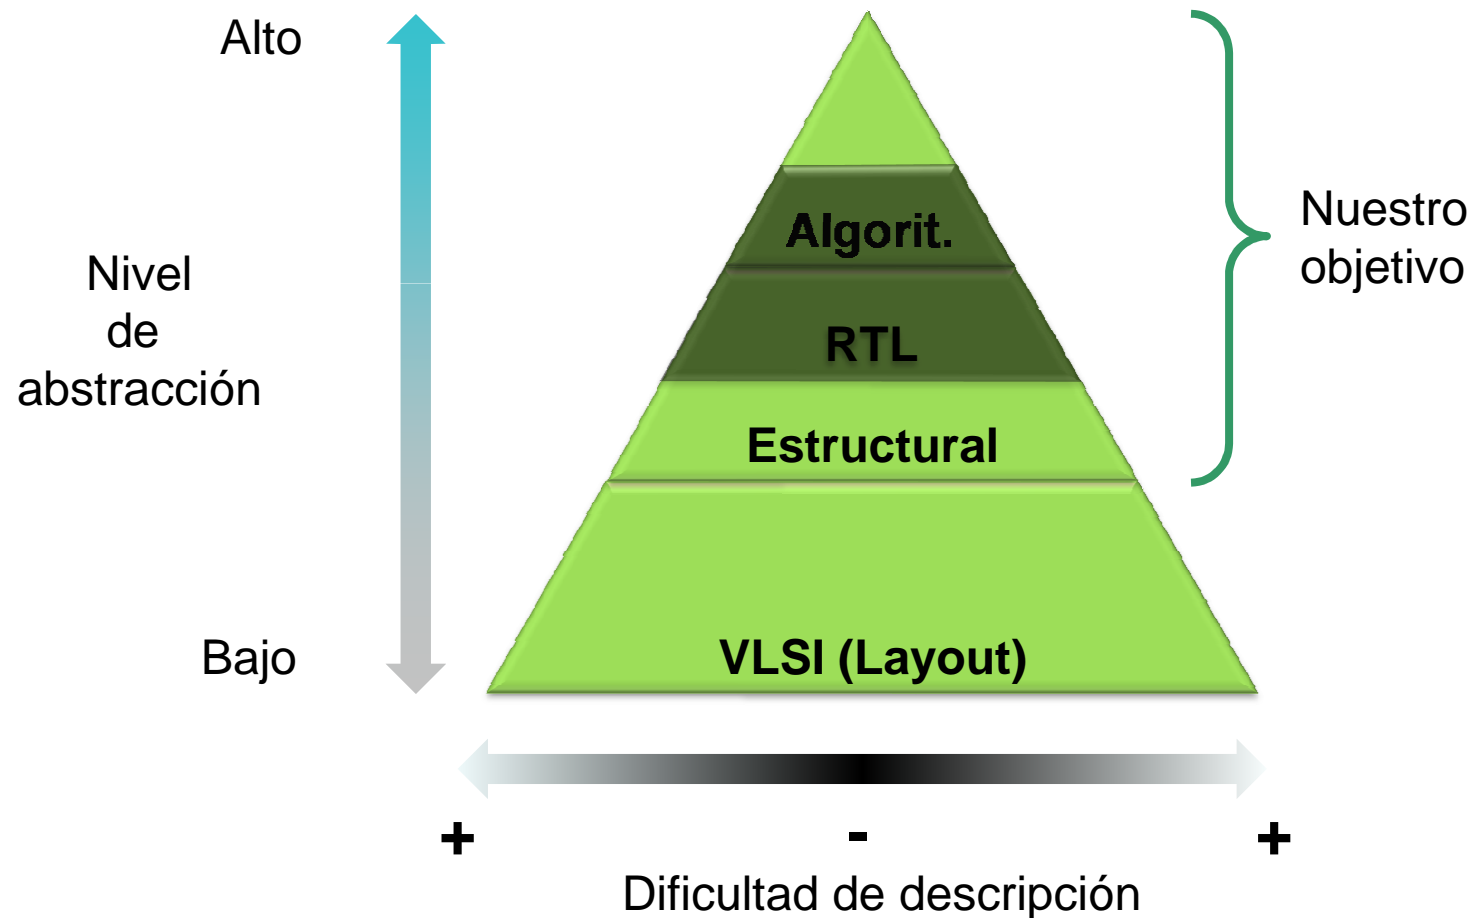 Alto
Nivel
de
abstracción
Bajo
Algorit.
RTL
Estructural
VLSI (Layout)
Nuestro
objetivo
+ - +
Dificultad de descripción